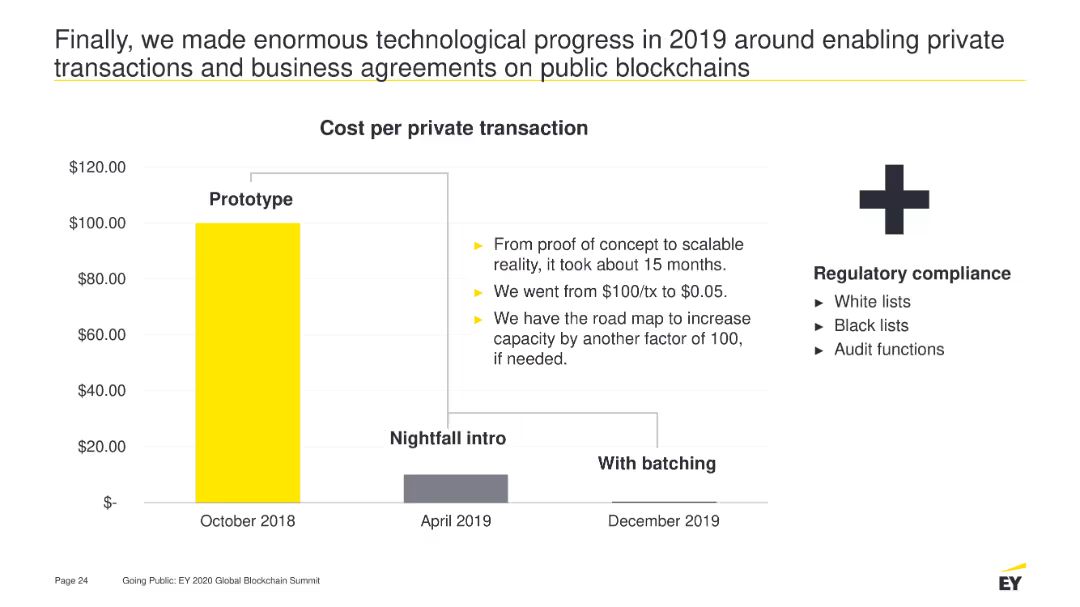 Finally, we made enormous technological progress in 2019 around enabling private
transactions and business agreements on public blockchains
Cost per private transaction
$120.00
$100.00
$80.00
$60.00
$40.00
$20.00
$-
Prototype
Nightfall intro
With batching
October 2018
April 2019
December 2019
► From proof of concept to scalable
reality, it took about 15 months.
► We went from $100/tx to $0.05.
► We have the road map to increase
capacity by another factor of 100,
if needed.
Regulatory compliance
► White lists
► Black lists
► Audit functions
Page 24 Going Public: EY 2020 Global Blockchain Summit
EY